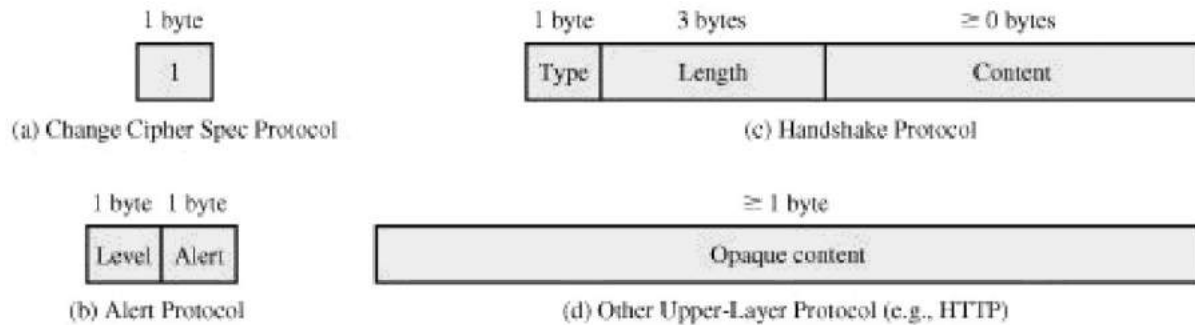 1 byte
1
(a) Change Cipher Spec Protocol
1 byte 3 bytes ≥ 0 bytes
Type Length Content
(c) Handshake Protocol
1 byte 1 byte
Level Alert
(b) Alert Protocol
≥ 1 byte
Opaque content
(d) Other Upper-Layer Protocol (e.g., HTTP)